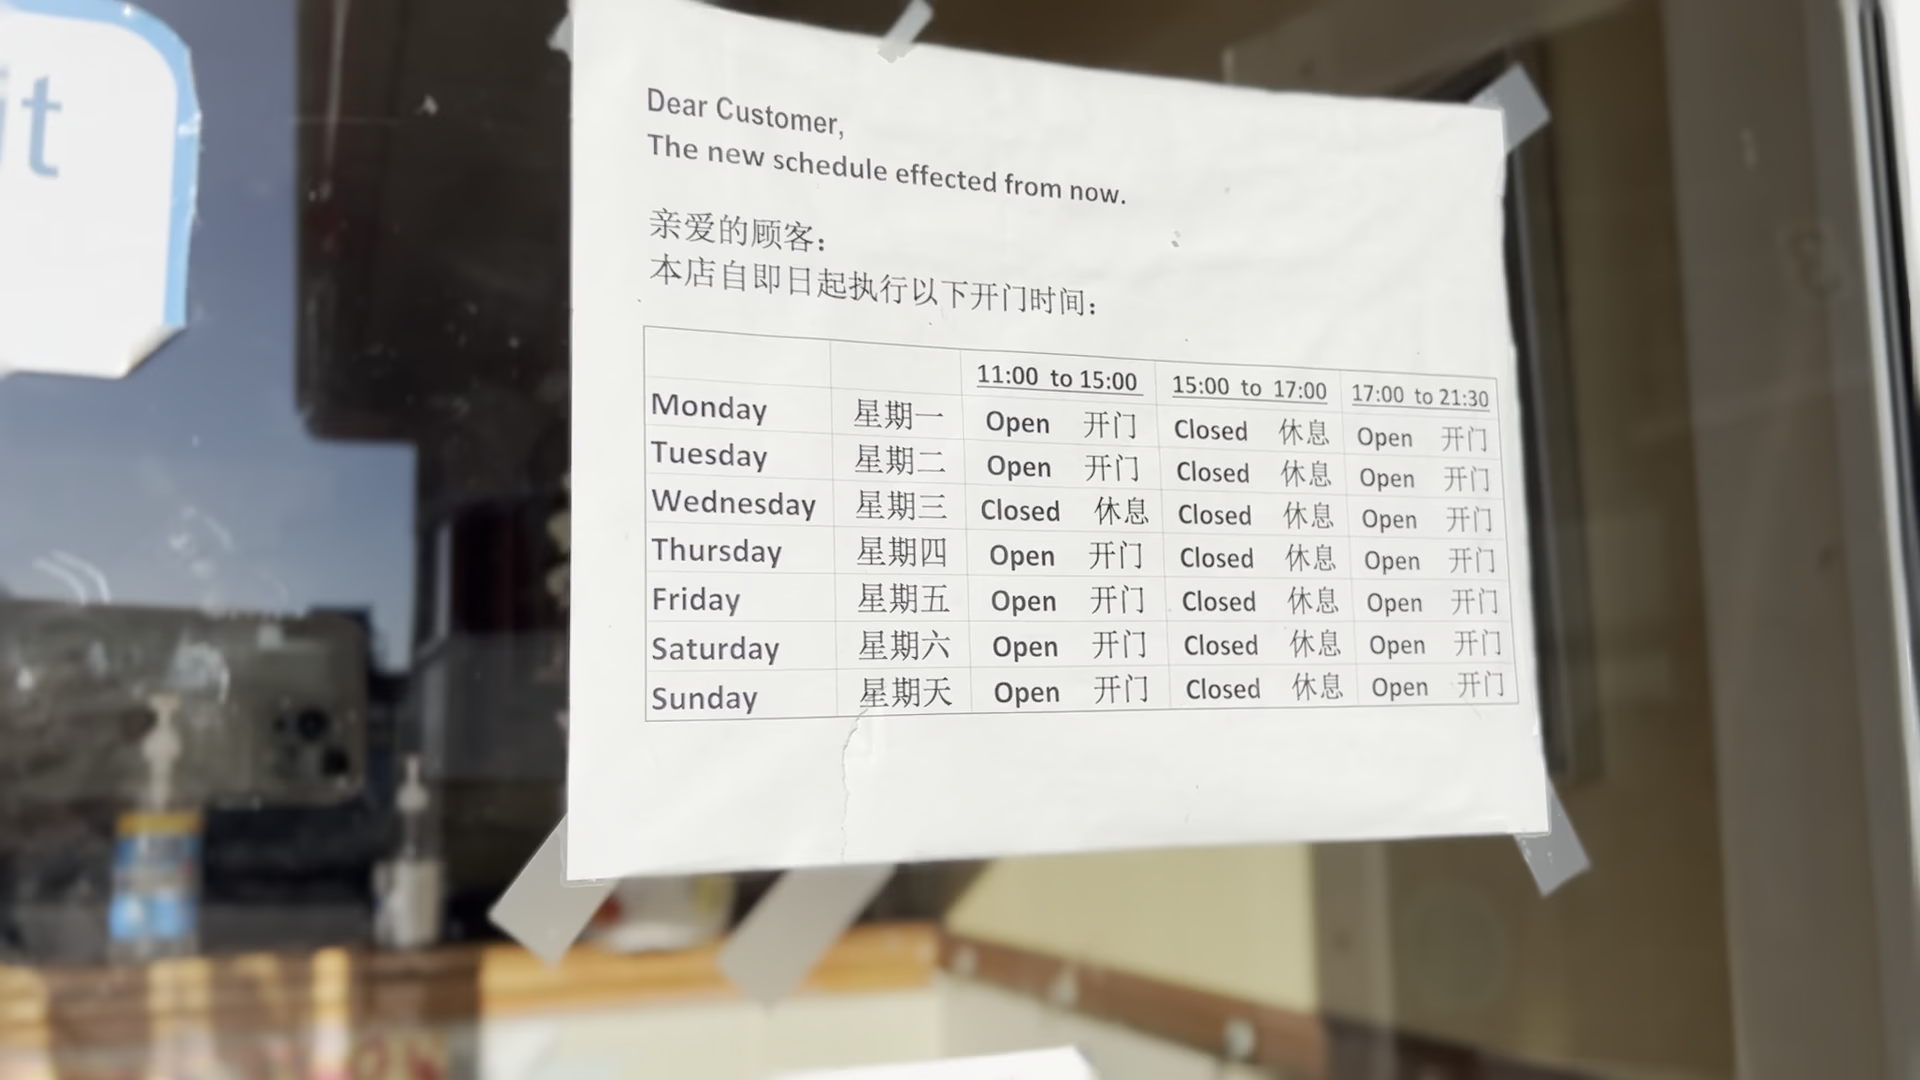 jt
Dear Customer,
The new schedule effected from now.
亲爱的顾客：
本店自即日起执行以下开门时间：
11:00 to 15:00 15:00 to 17:00 17:00 to 21:30
Monday 星期一 Open 开门 Closed 休息 Open 开门
Tuesday 星期二 Open 开门 Closed 休息 Open 开门
Wednesday 星期三 Closed 休息 Closed 休息 Open 开门
Thursday 星期四 Open 开门 Closed 休息 Open 开门
Friday 星期五 Open 开门 Closed 休息 Open 开门
Saturday 星期六 Open 开门 Closed 休息 Open 开门
Sunday 星期天 Open 开门 Closed 休息 Open 开门